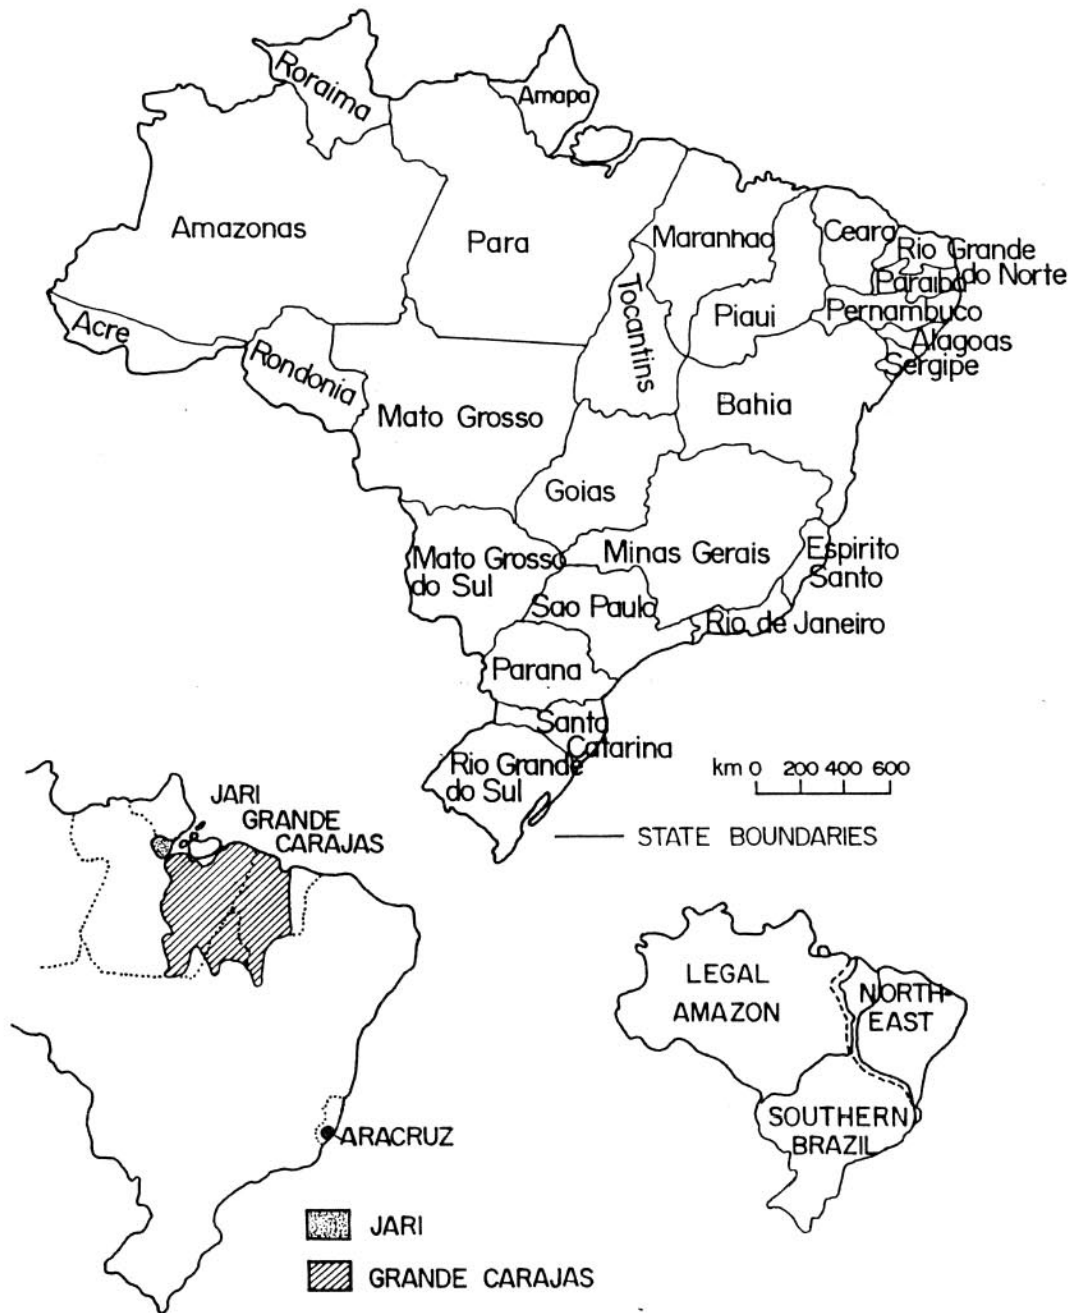 Roraima
Amapa
Amazonas
Para
Maranhao
Ceara
Rio Grande
do Norte
Paraiba
Tocantins
Piaui
Pernambuco
Acre
Alagoas
Rondonia
Sergipe
Mato Grosso
Bahia
Goias
Mato Grosso
do Sul
Minas Gerais
Espirito
Santo
Sao Paulo
Rio de Janeiro
Parana
Santa
Catarina
Rio Grande
do Sul
km 0 200 400 600
STATE BOUNDARIES
JARI
GRANDE
CARAJAS
ARACRUZ
JARI
GRANDE CARAJAS
LEGAL
AMAZON
NORTH-
EAST
SOUTHERN
BRAZIL